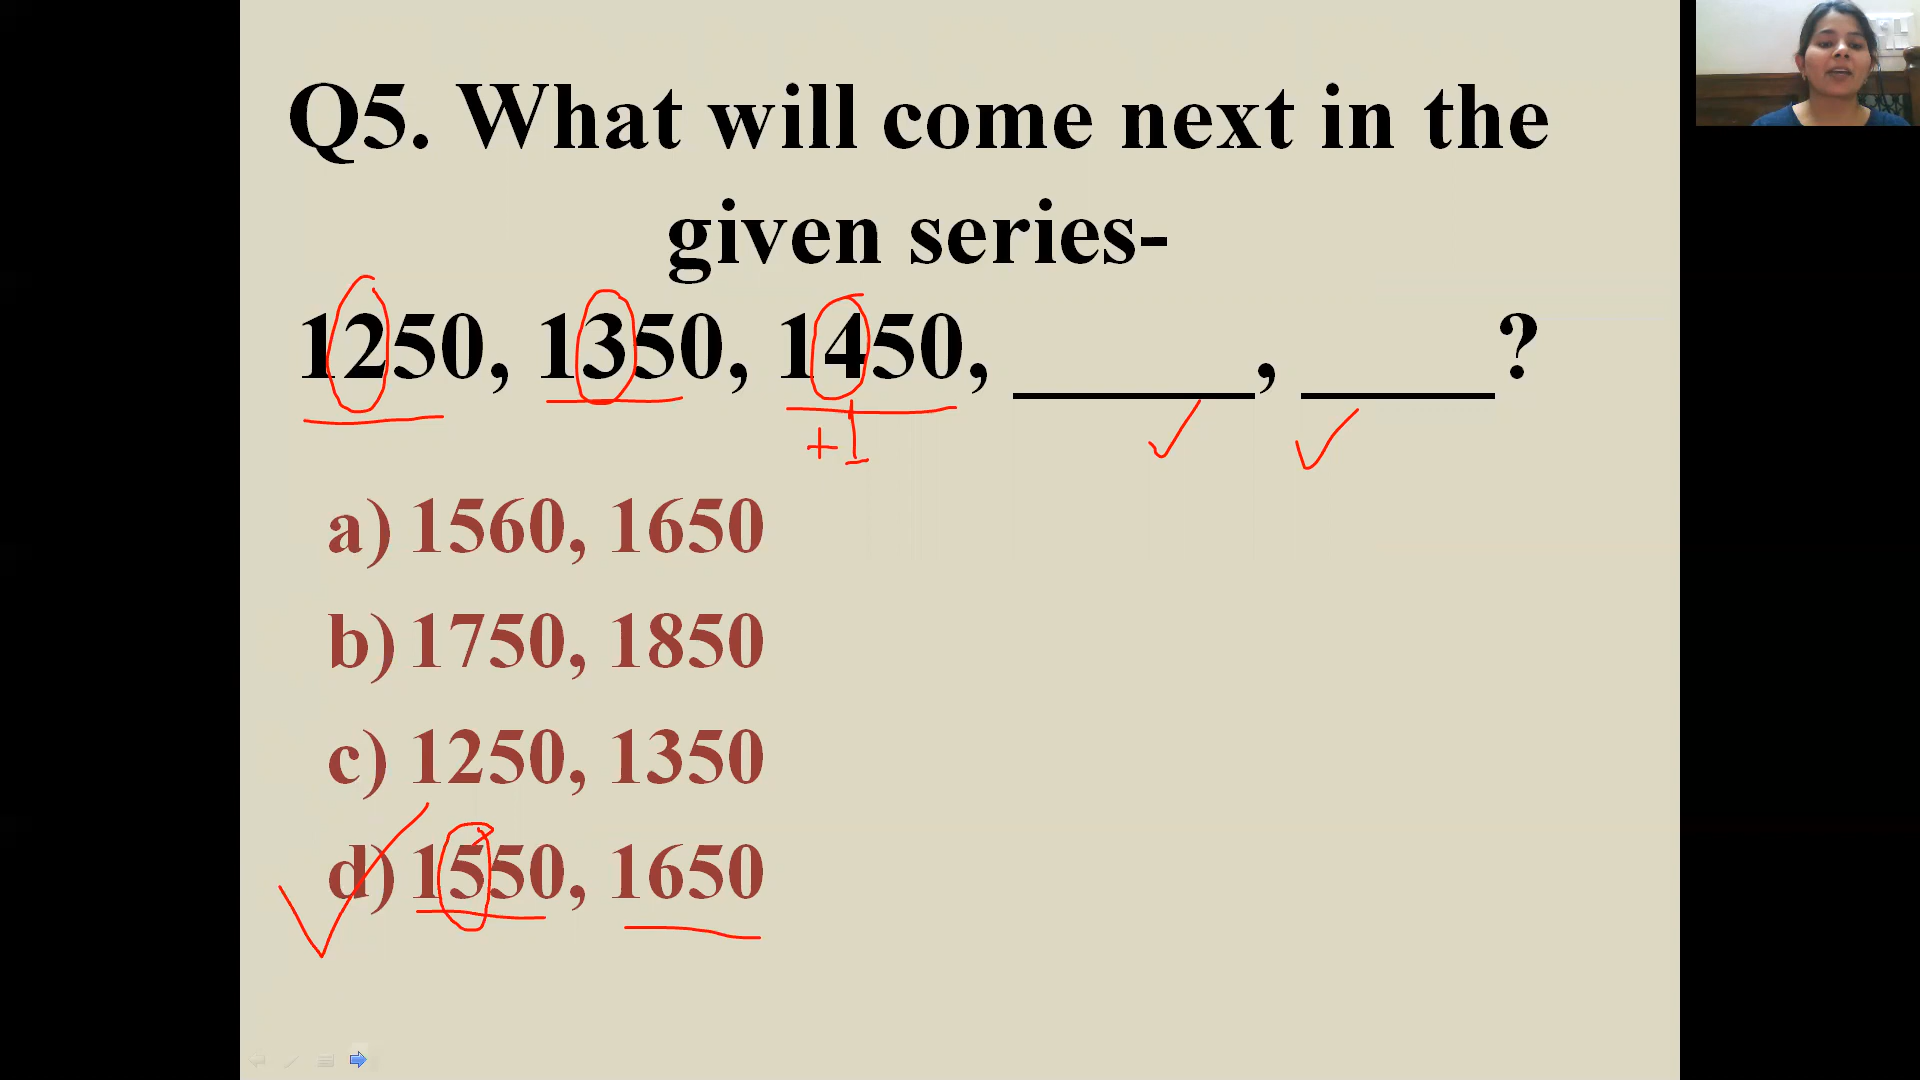 Q5. What will come next in the
given series-
1250, 1350, 1450, ______, _____?
+1
a) 1560, 1650
b) 1750, 1850
c) 1250, 1350
d) 1550, 1650